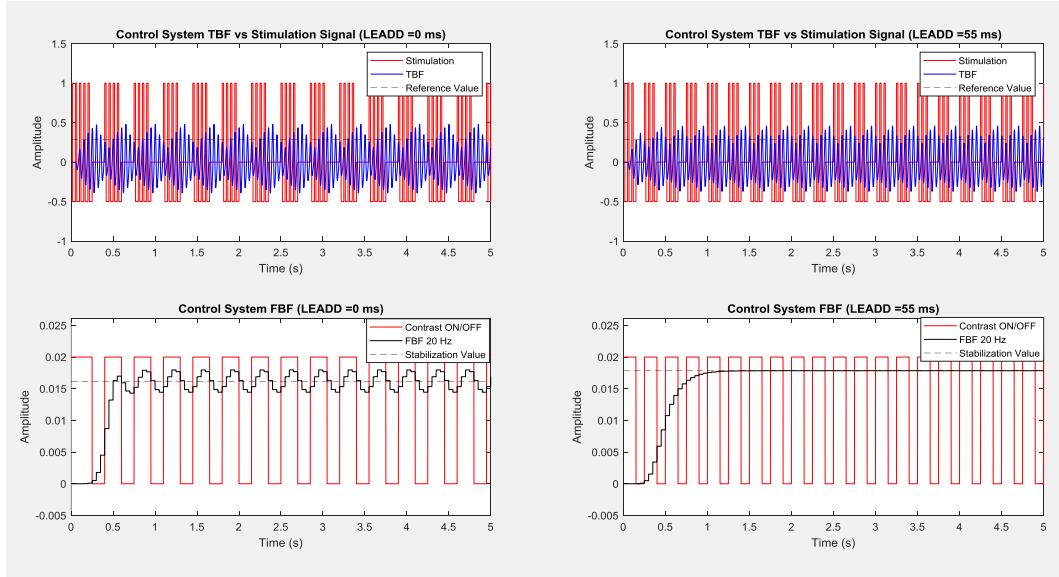 Control System TBF vs Stimulation Signal (LEADD =0 ms)
1.5
1
0.5
0
-0.5
-1
Amplitude
Stimulation
TBF
Reference Value
0 0.5 1 1.5 2 2.5 3 3.5 4 4.5 5
Time (s)
Control System TBF vs Stimulation Signal (LEADD =55 ms)
1.5
1
0.5
0
-0.5
-1
Amplitude
Stimulation
TBF
Reference Value
0 0.5 1 1.5 2 2.5 3 3.5 4 4.5 5
Time (s)
Control System FBF (LEADD =0 ms)
0.025
0.02
0.015
0.01
0.005
0
-0.005
Amplitude
Contrast ON/OFF
FBF 20 Hz
Stabilization Value
0 0.5 1 1.5 2 2.5 3 3.5 4 4.5 5
Time (s)
Control System FBF (LEADD =55 ms)
0.025
0.02
0.015
0.01
0.005
0
-0.005
Amplitude
Contrast ON/OFF
FBF 20 Hz
Stabilization Value
0 0.5 1 1.5 2 2.5 3 3.5 4 4.5 5
Time (s)